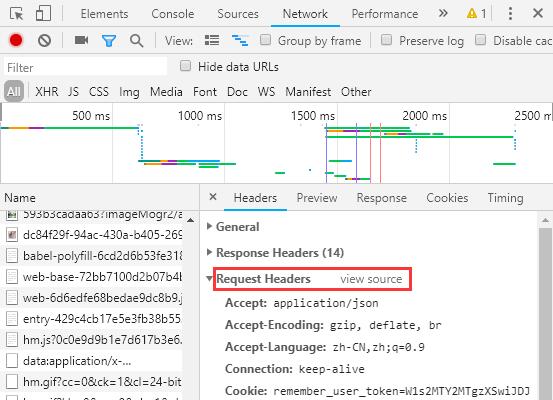 Elements Console Sources Network Performance » 1
View: Group by frame Preserve log Disable cac
Filter Hide data URLs
All XHR JS CSS Img Media Font Doc WS Manifest Other
500 ms 1000 ms 1500 ms 2000 ms 2500 m
Name
593b3cadaa63?imageMogr2/a
dc84f29f-94ac-430a-b405-269
babel-polyfill-6cd2d6b53fe318
web-base-72bb7100d2b07b4b
web-6d6edfe68bedae9dc8b9.j
entry-429c4cb17e5e3fb38b55
hm.js?0c0e9d9b1e7d617b3e6.
data:application/x-…
hm.gif?cc=0&ck=1&cl=24-bit
× Headers Preview Response Cookies Timing
General
Response Headers (14)
Request Headers view source
Accept: application/json
Accept-Encoding: gzip, deflate, br
Accept-Language: zh-CN,zh;q=0.9
Connection: keep-alive
Cookie: remember_user_token=W1s2MTY2MTgzXSwiJDJ